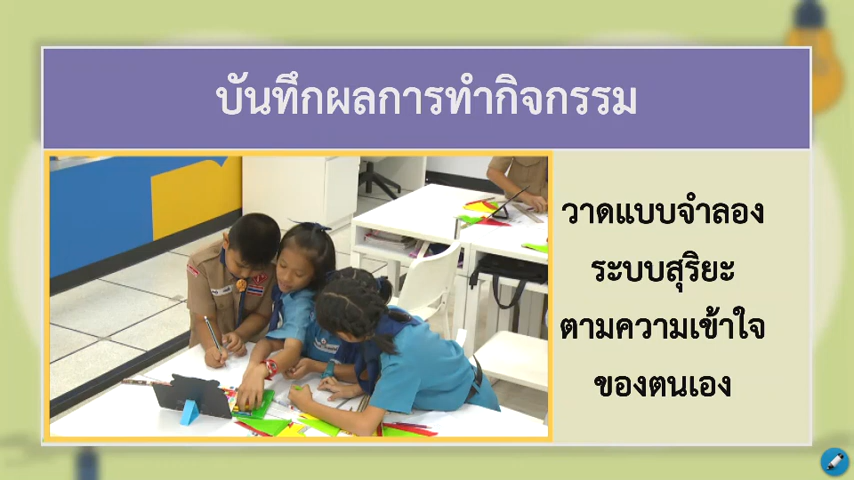 บันทึกผลการทำกิจกรรม
วาดแบบจำลอง
ระบบสุริยะ
ตามความเข้าใจ
ของตนเอง